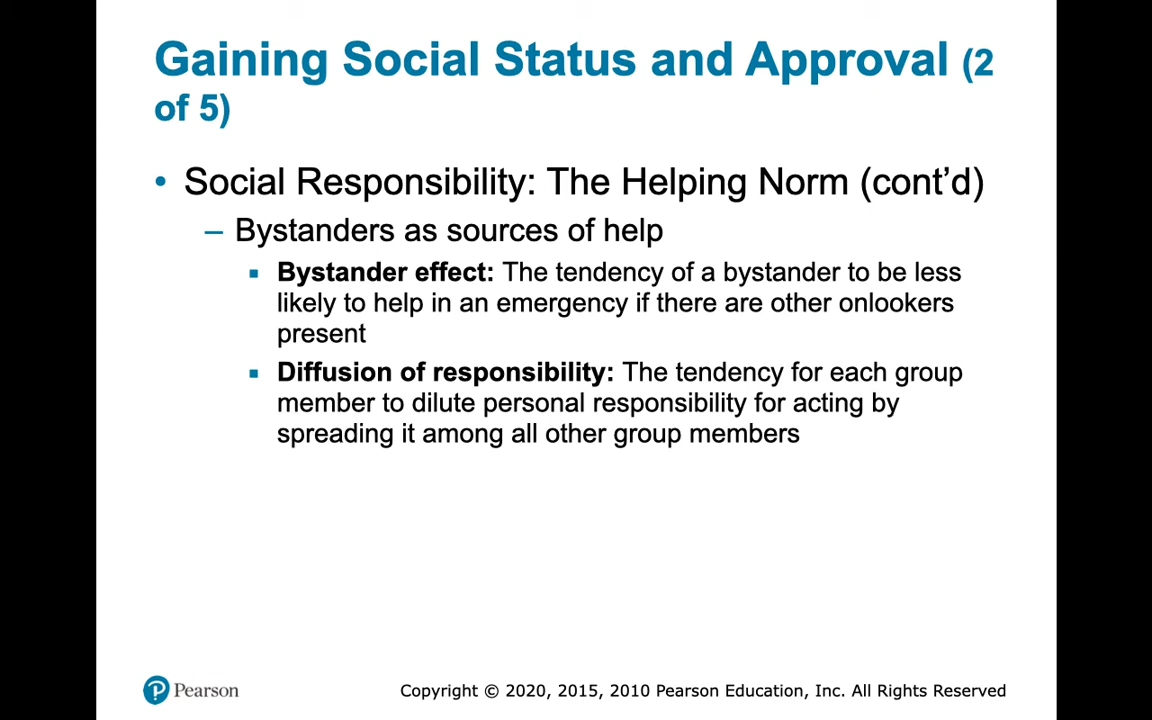 Gaining Social Status and Approval (2
of 5)
• Social Responsibility: The Helping Norm (cont’d)
– Bystanders as sources of help
▪ Bystander effect: The tendency of a bystander to be less
likely to help in an emergency if there are other onlookers
present
▪ Diffusion of responsibility: The tendency for each group
member to dilute personal responsibility for acting by
spreading it among all other group members
P Pearson
Copyright © 2020, 2015, 2010 Pearson Education, Inc. All Rights Reserved